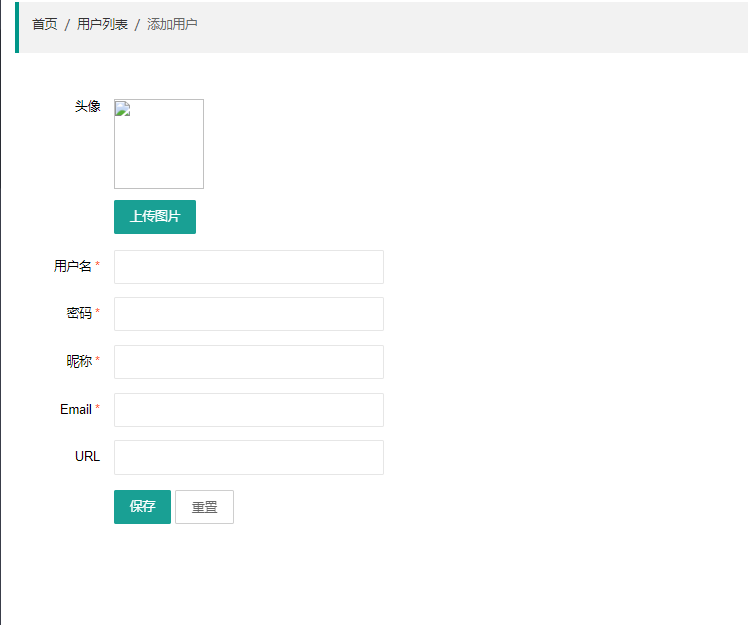 首页 / 用户列表 / 添加用户
头像
上传图片
用户名 *
密码 *
昵称 *
Email *
URL
保存 重置